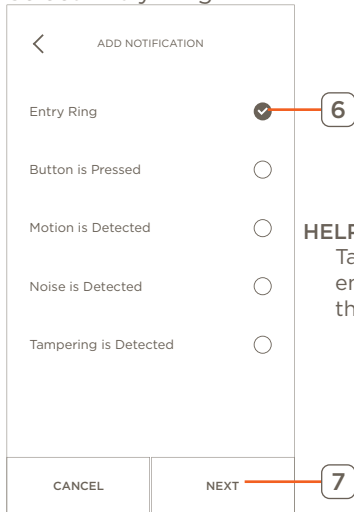 ADD NOTIFICATION
Entry Ring
6
Button is Pressed
Motion is Detected
HELP
Noise is Detected
Tampering is Detected
CANCEL
NEXT
7